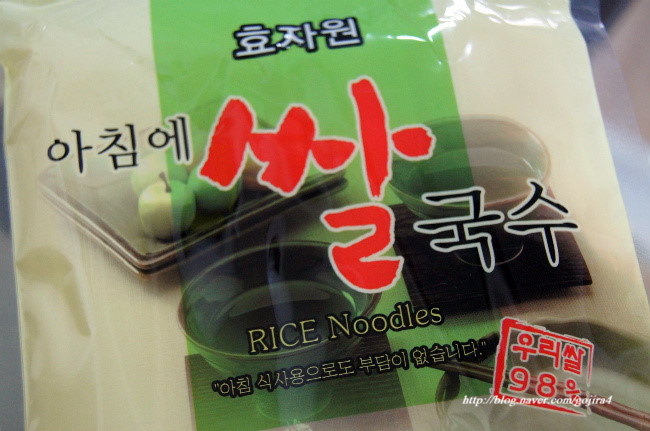 효자원
아침에 쌀 국수
RICE Noodles
"아침 식사용으로도 부담이 없습니다."
우리쌀
98
http://blog.naver.com/gojira4